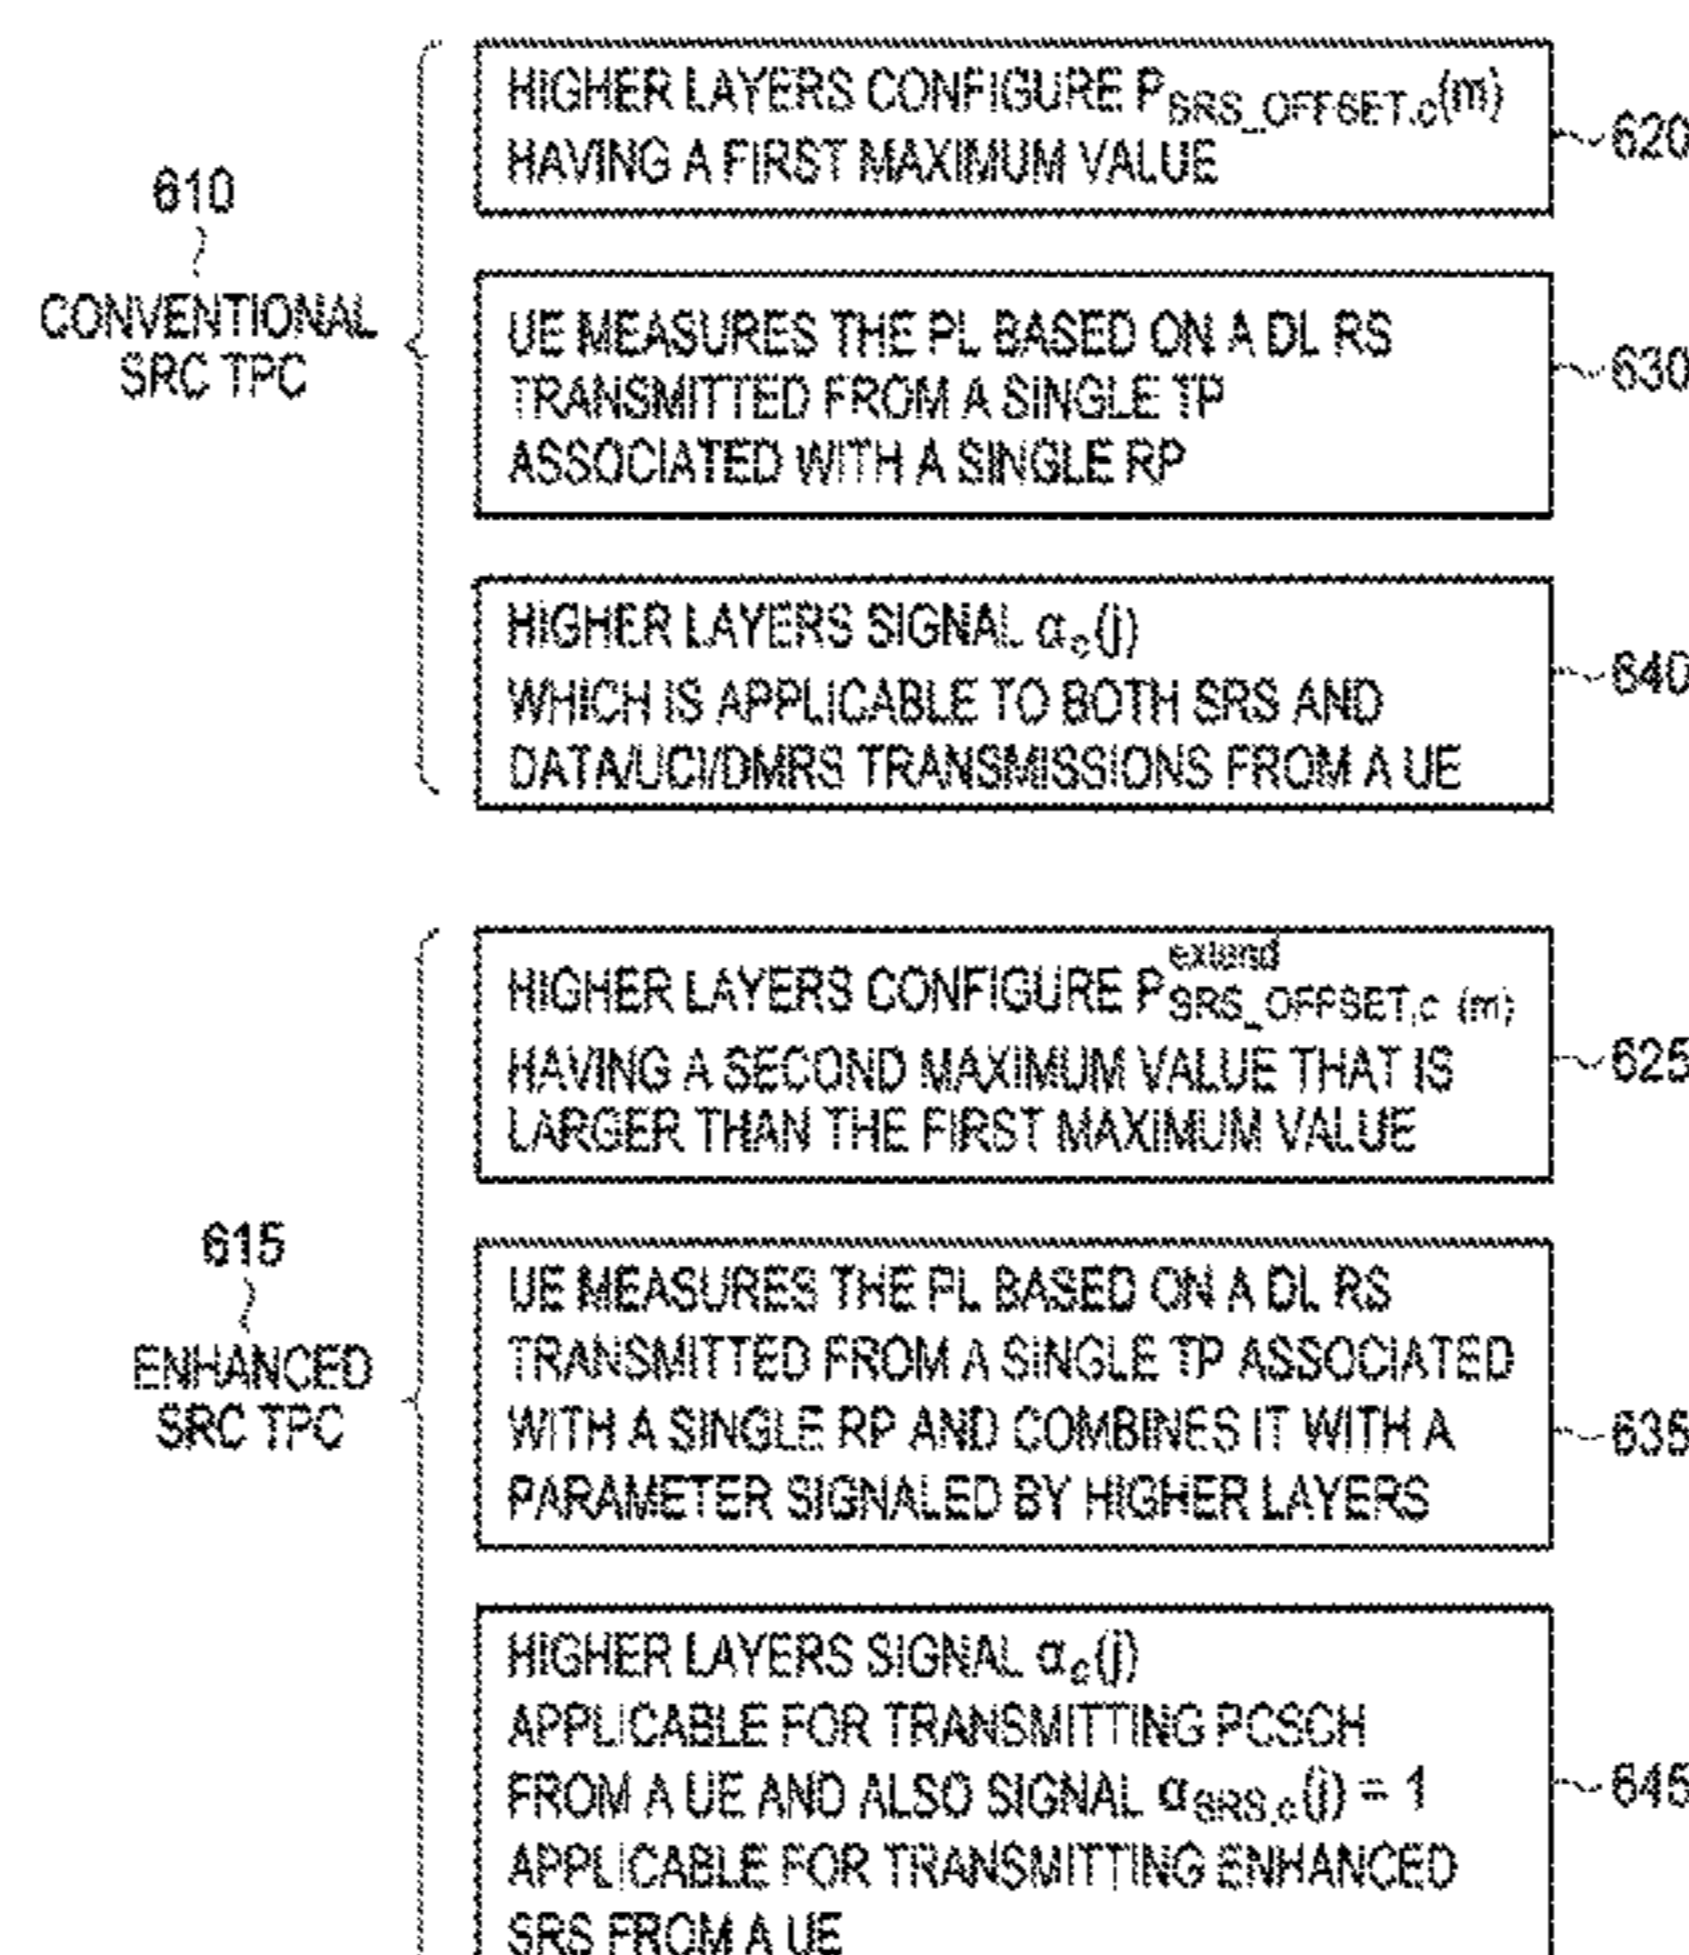 610
CONVENTIONAL
SRC TPC
HIGHER LAYERS CONFIGURE P_SRS_OFFSET,c(m)
HAVING A FIRST MAXIMUM VALUE
620
UE MEASURES THE PL BASED ON A DL RS
TRANSMITTED FROM A SINGLE TP
ASSOCIATED WITH A SINGLE RP
630
HIGHER LAYERS SIGNAL α_c(j)
WHICH IS APPLICABLE TO BOTH SRS AND
DATA/UCI/DMRS TRANSMISSIONS FROM A UE
640
615
ENHANCED
SRC TPC
HIGHER LAYERS CONFIGURE P^extend_SRS_OFFSET,c (m)
HAVING A SECOND MAXIMUM VALUE THAT IS
LARGER THAN THE FIRST MAXIMUM VALUE
625
UE MEASURES THE PL BASED ON A DL RS
TRANSMITTED FROM A SINGLE TP ASSOCIATED
WITH A SINGLE RP AND COMBINES IT WITH A
PARAMETER SIGNALED BY HIGHER LAYERS
635
HIGHER LAYERS SIGNAL α_c(j)
APPLICABLE FOR TRANSMITTING PCSCH
FROM A UE AND ALSO SIGNAL α_SRS,c(j) = 1
APPLICABLE FOR TRANSMITTING ENHANCED
SRS FROM A UE
645